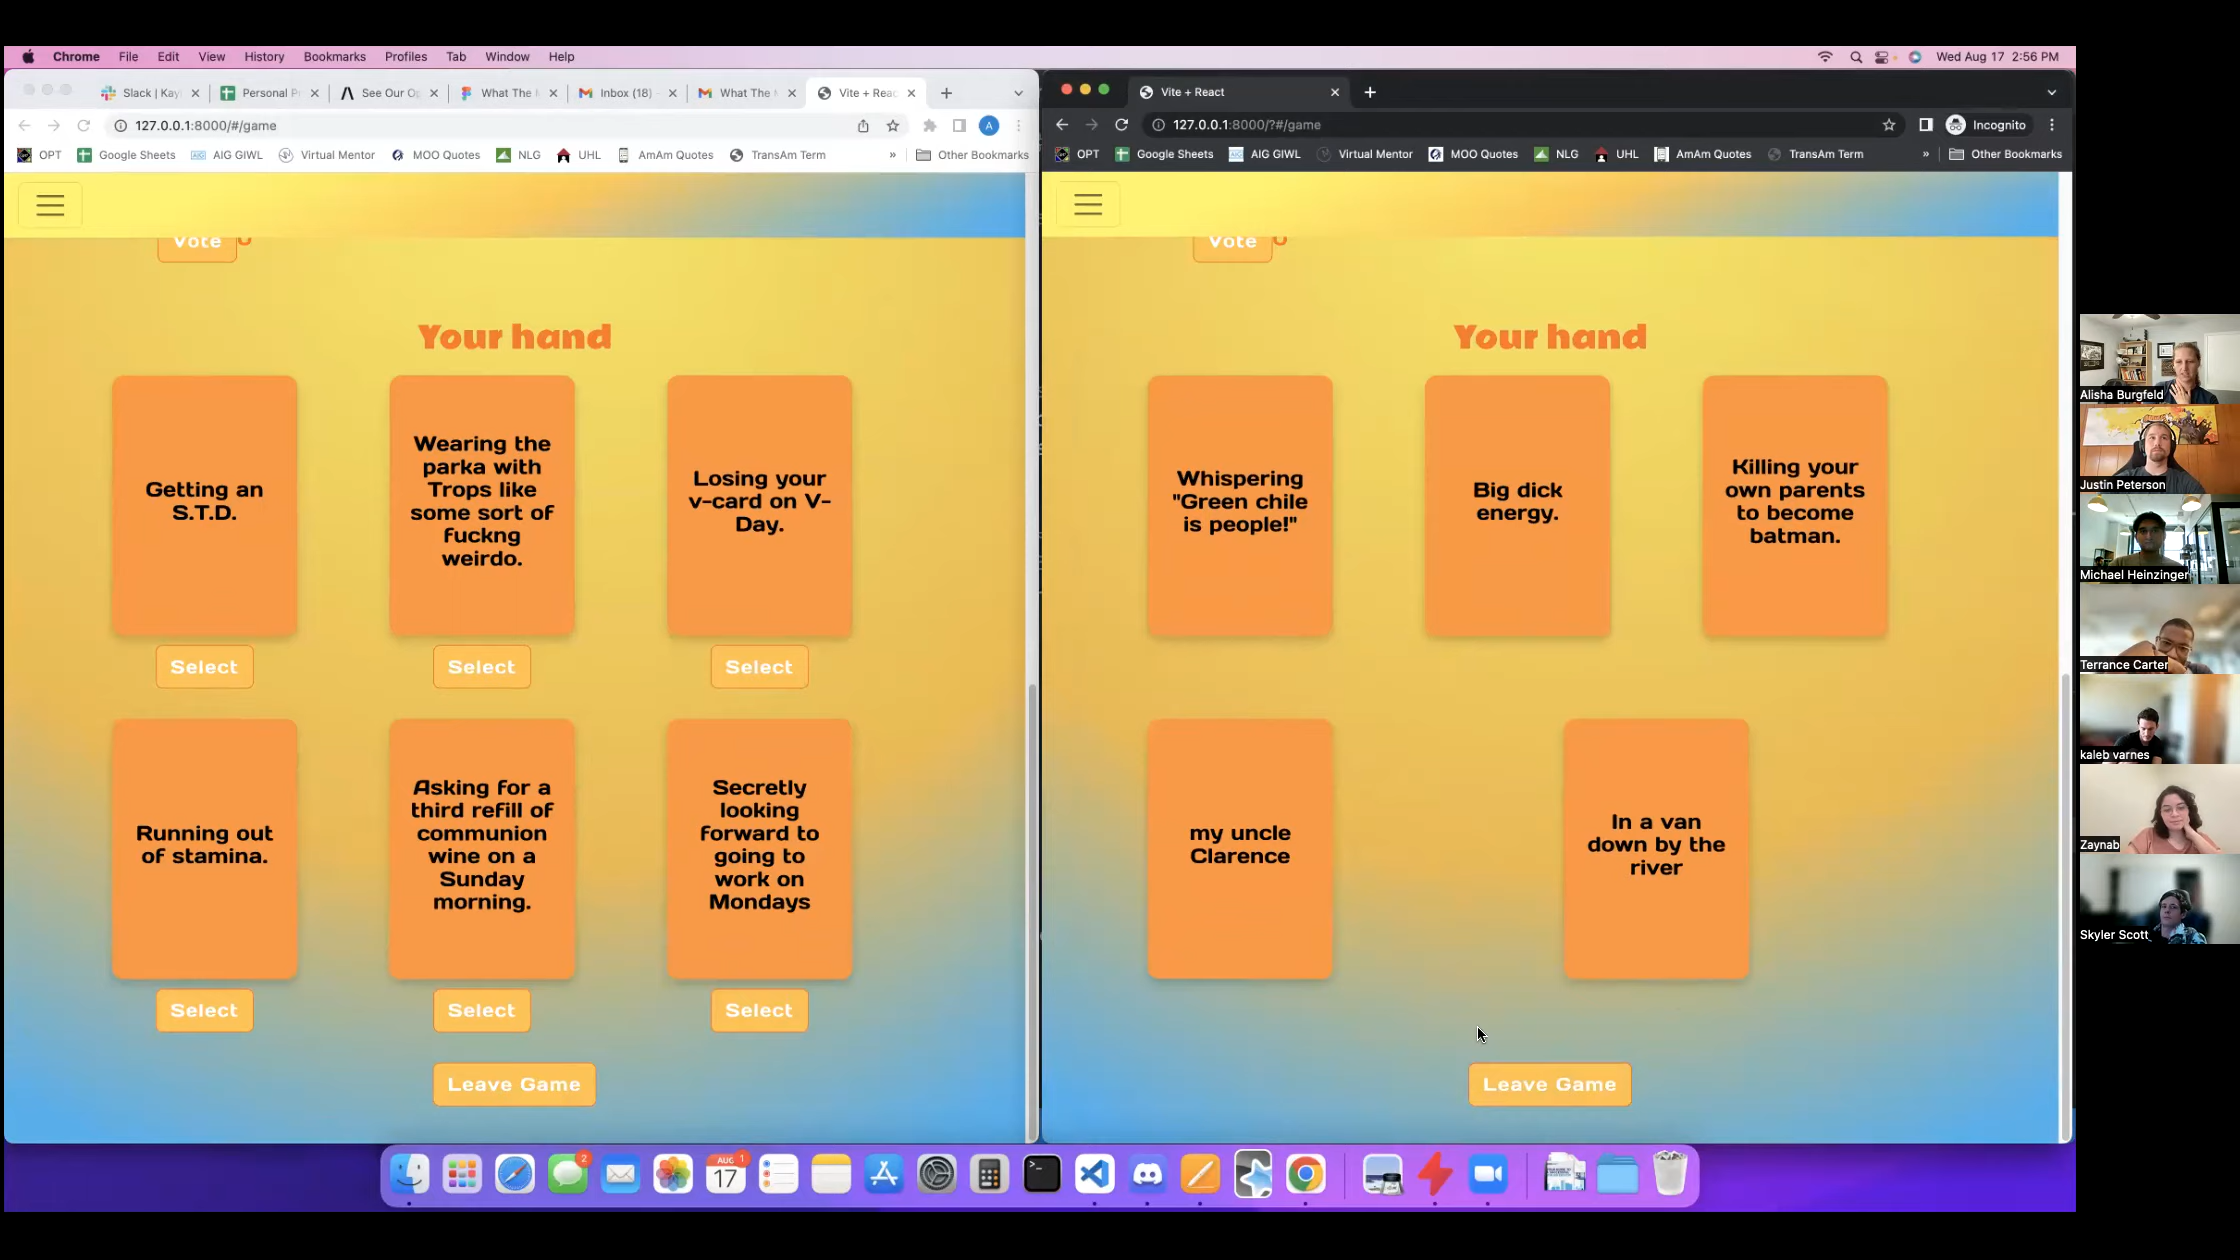 Chrome File Edit View History Bookmarks Profiles Tab Window Help
Wed Aug 17 2:56 PM
Slack | Kay
Personal P
See Our O
What The
Inbox (18) -
What The
Vite + Reac
127.0.0.1:8000/#/game
A
OPT Google Sheets AIG GIWL Virtual Mentor MOO Quotes NLG UHL AmAm Quotes TransAm Term » Other Bookmarks
Vote
Your hand
Getting an
S.T.D.
Wearing the
parka with
Trops like
some sort of
fuckng
weirdo.
Losing your
v-card on V-
Day.
Select
Select
Select
Running out
of stamina.
Asking for a
third refill of
communion
wine on a
Sunday
morning.
Secretly
looking
forward to
going to
work on
Mondays
Select
Select
Select
Leave Game
Vite + React
127.0.0.1:8000/?#/game
Incognito
OPT Google Sheets AIG GIWL Virtual Mentor MOO Quotes NLG UHL AmAm Quotes TransAm Term » Other Bookmarks
Vote
Your hand
Whispering
"Green chile
is people!"
Big dick
energy.
Killing your
own parents
to become
batman.
my uncle
Clarence
In a van
down by the
river
Leave Game
Alisha Burgfeld
Justin Peterson
Michael Heinzinger
Terrance Carter
kaleb varnes
Zaynab
Skyler Scott
2
AUG
17
1